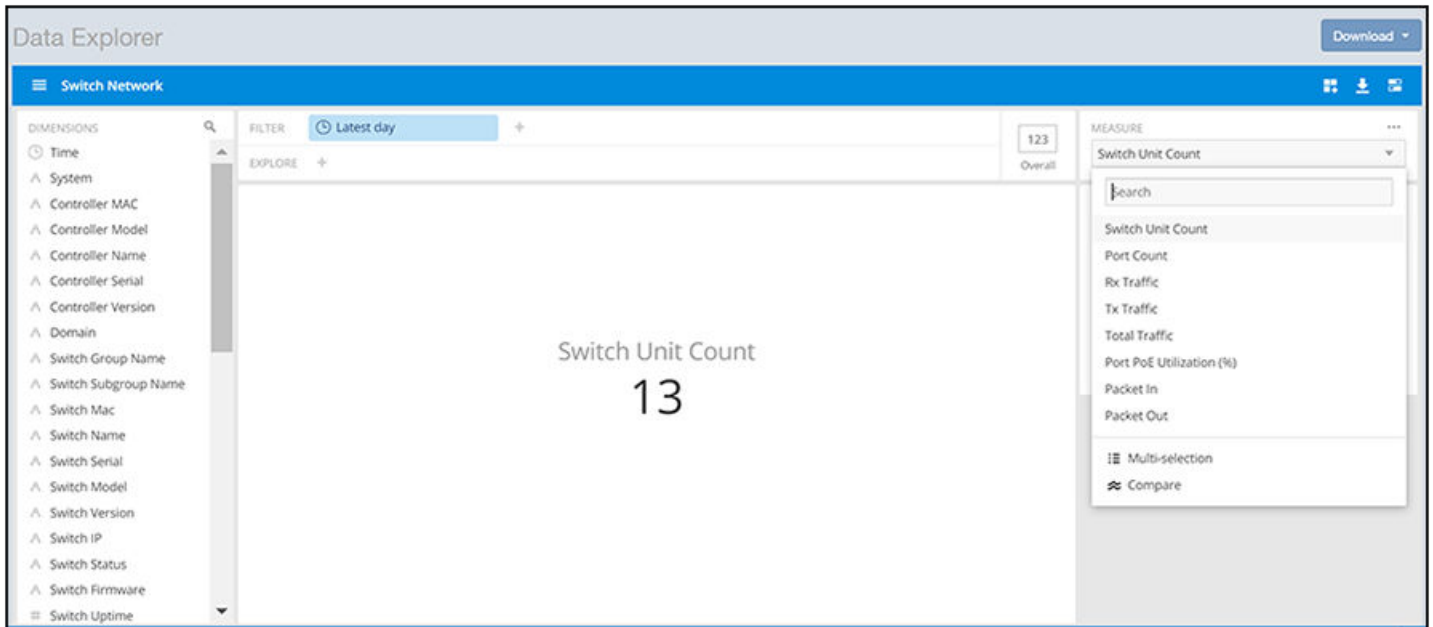 Data Explorer
Download
Switch Network
DIMENSIONS
Time
System
Controller MAC
Controller Model
Controller Name
Controller Serial
Controller Version
Domain
Switch Group Name
Switch Subgroup Name
Switch Mac
Switch Name
Switch Serial
Switch Model
Switch Version
Switch IP
Switch Status
Switch Firmware
Switch Uptime
FILTER
Latest day
EXPLORE
123
Overall
Switch Unit Count
13
MEASURE
Switch Unit Count
Search
Switch Unit Count
Port Count
Rx Traffic
Tx Traffic
Total Traffic
Port PoE Utilization (%)
Packet In
Packet Out
Multi-selection
Compare